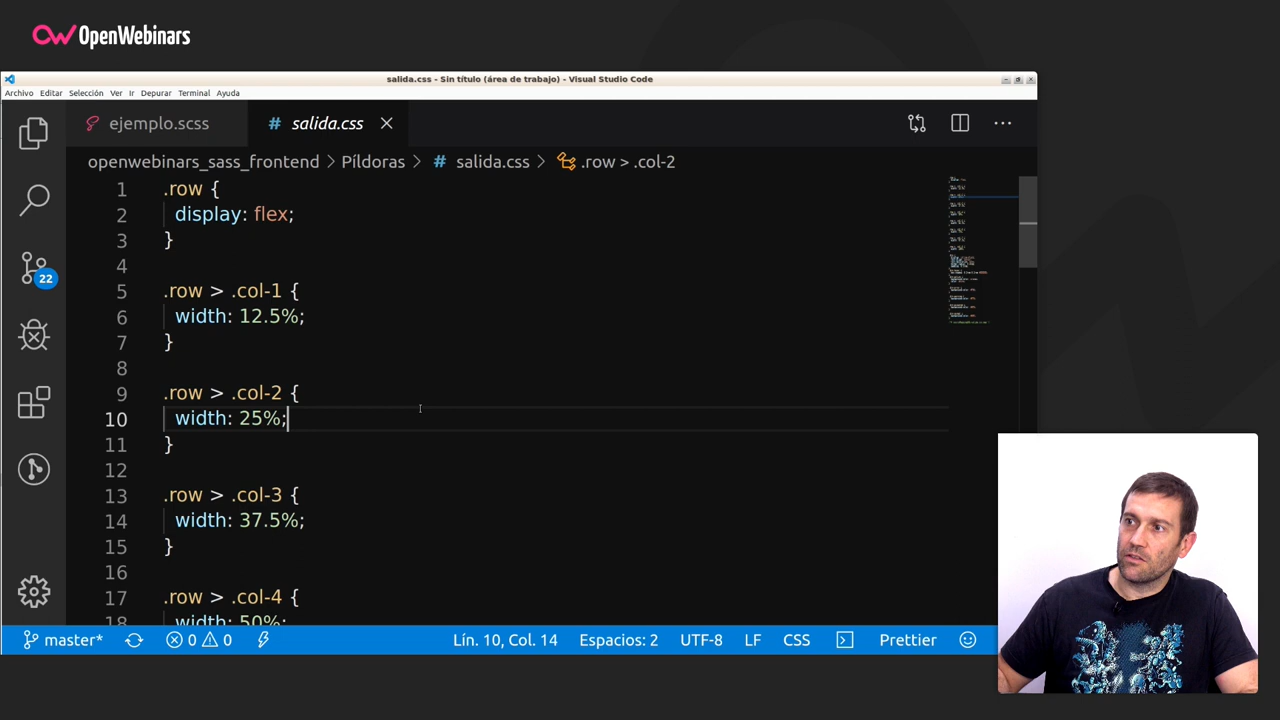 OpenWebinars
salida.css - Sin título (área de trabajo) - Visual Studio Code
Archivo Editar Selección Ver Ir Depurar Terminal Ayuda
ejemplo.scss # salida.css
openwebinars_sass_frontend > Píldoras > # salida.css > .row > .col-2
1 .row {
2 display: flex;
3 }
4
5 .row > .col-1 {
6 width: 12.5%;
7 }
8
9 .row > .col-2 {
10 width: 25%;
11 }
12
13 .row > .col-3 {
14 width: 37.5%;
15 }
16
17 .row > .col-4 {
18 width: 50%;
22
master* 0 0 Lín. 10, Col. 14 Espacios: 2 UTF-8 LF CSS Prettier